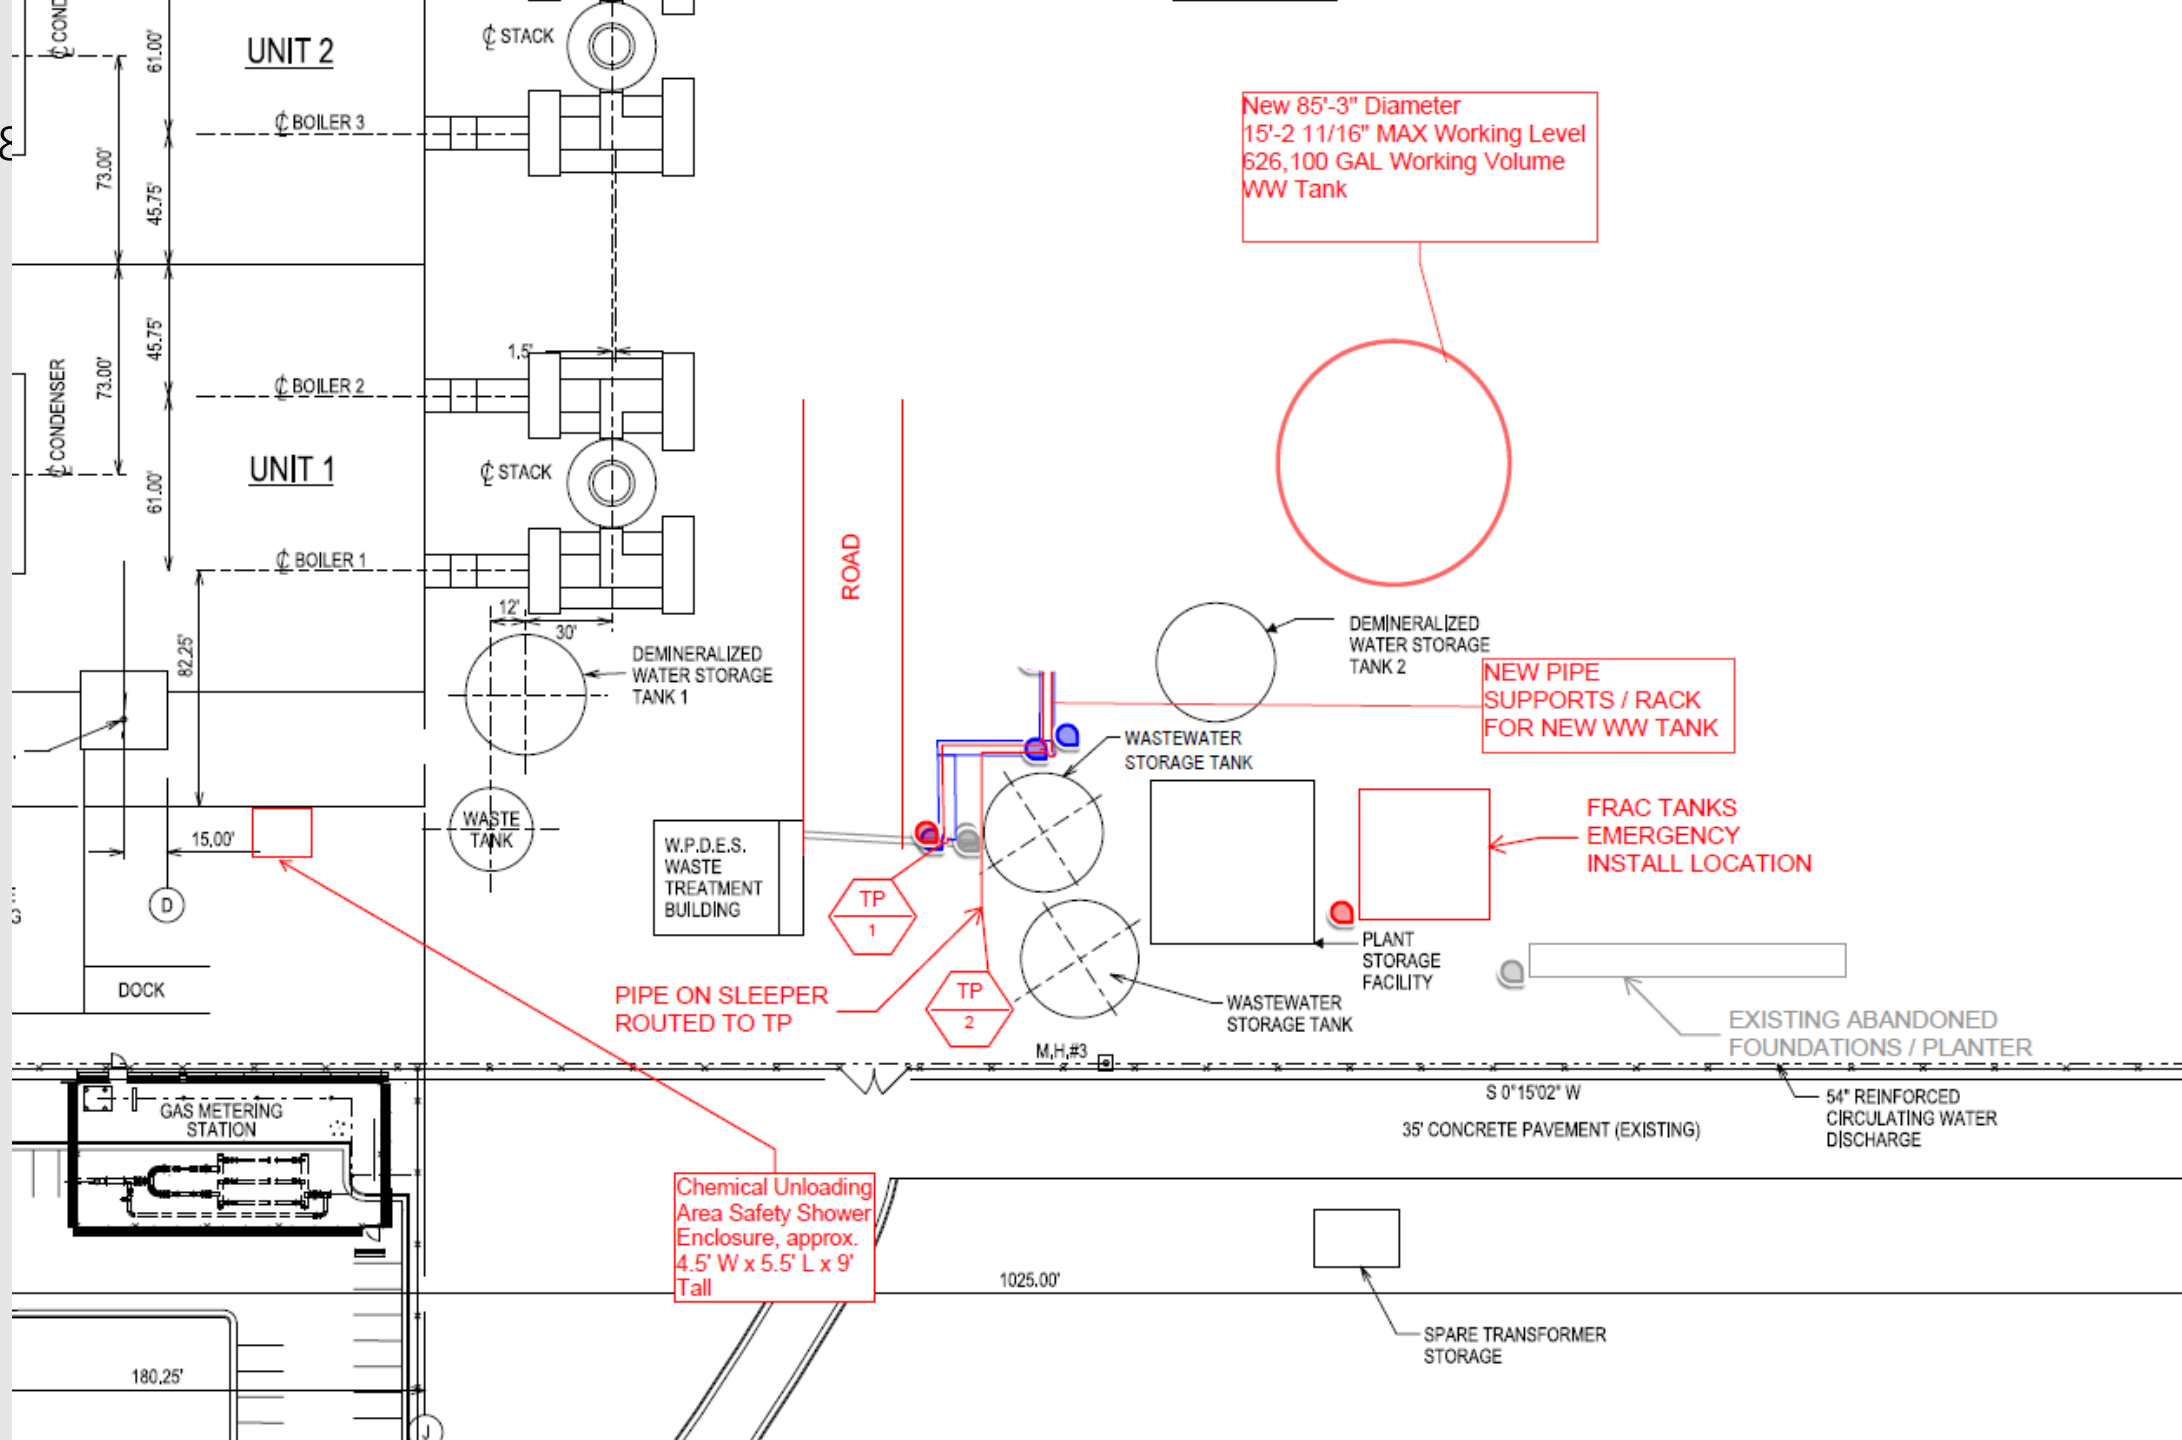 UNIT 2
℄ STACK
℄ BOILER 3
61.00'
73.00'
45.75'
New 85'-3" Diameter
15'-2 11/16" MAX Working Level
626,100 GAL Working Volume
WW Tank
45.75'
73.00'
℄ CONDENSER
1.5'
℄ BOILER 2
UNIT 1
℄ STACK
61.00'
℄ BOILER 1
ROAD
12'
30'
82.25'
DEMINERALIZED
WATER STORAGE
TANK 1
DEMINERALIZED
WATER STORAGE
TANK 2
NEW PIPE
SUPPORTS / RACK
FOR NEW WW TANK
WASTEWATER
STORAGE TANK
WASTE
TANK
15.00'
D
W.P.D.E.S.
WASTE
TREATMENT
BUILDING
TP
1
FRAC TANKS
EMERGENCY
INSTALL LOCATION
PLANT
STORAGE
FACILITY
DOCK
PIPE ON SLEEPER
ROUTED TO TP
TP
2
WASTEWATER
STORAGE TANK
EXISTING ABANDONED
FOUNDATIONS / PLANTER
M.H.#3
S 0°15'02" W
54" REINFORCED
CIRCULATING WATER
DISCHARGE
35' CONCRETE PAVEMENT (EXISTING)
GAS METERING
STATION
Chemical Unloading
Area Safety Shower
Enclosure, approx.
4.5' W x 5.5' L x 9'
Tall
1025.00'
SPARE TRANSFORMER
STORAGE
180.25'
J